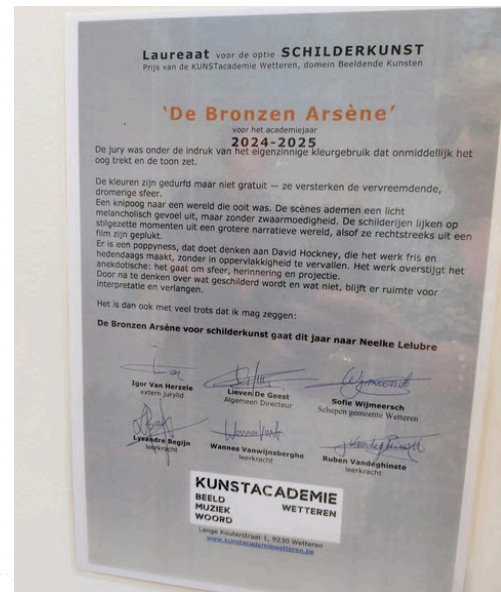 Laureaat voor de optie SCHILDERKUNST
Prijs van de KUNSTacademie Wetteren, domein Beeldende Kunsten
‘De Bronzen Arsène’
voor het academiejaar
2024-2025
De jury was onder de indruk van het eigenzinnige kleurgebruik dat onmiddellijk het
oog trekt en de toon zet.
De kleuren zijn gedurfd maar niet gratuit — ze versterken de vervreemdende,
dromerige sfeer.
Een knipoog naar een wereld die ooit was. De scènes ademen een licht
melancholisch gevoel uit, maar zonder zwaarmoedigheid. De schilderijen lijken op
stilgezette momenten uit een grotere narratieve wereld, alsof ze rechtstreeks uit een
film zijn geplukt.
Er is een poppyness, dat doet denken aan David Hockney, die het werk fris en
hedendaags maakt, zonder in oppervlakkigheid te vervallen. Het werk overstijgt het
anekdotische: het gaat om sfeer, herinnering en projectie.
Door na te denken over wat geschilderd wordt en wat niet, blijft er ruimte voor
interpretatie en verlangen.
Het is dan ook met veel trots dat ik mag zeggen:
De Bronzen Arsène voor schilderkunst gaat dit jaar naar Neelke Lelubre
Igor Van Herzele
extern jurylid
Lieven De Geest
Algemeen Directeur
Sofie Wijmeersch
Schepen gemeente Wetteren
Lysandre Begijn
leerkracht
Wannes Vanwijnsberghe
leerkracht
Ruben Vandeghinste
leerkracht
KUNSTACADEMIE
BEELD
MUZIEK WETTEREN
WOORD
Lange Kouterstraat 1, 9230 Wetteren
www.kunstacademiewetteren.be